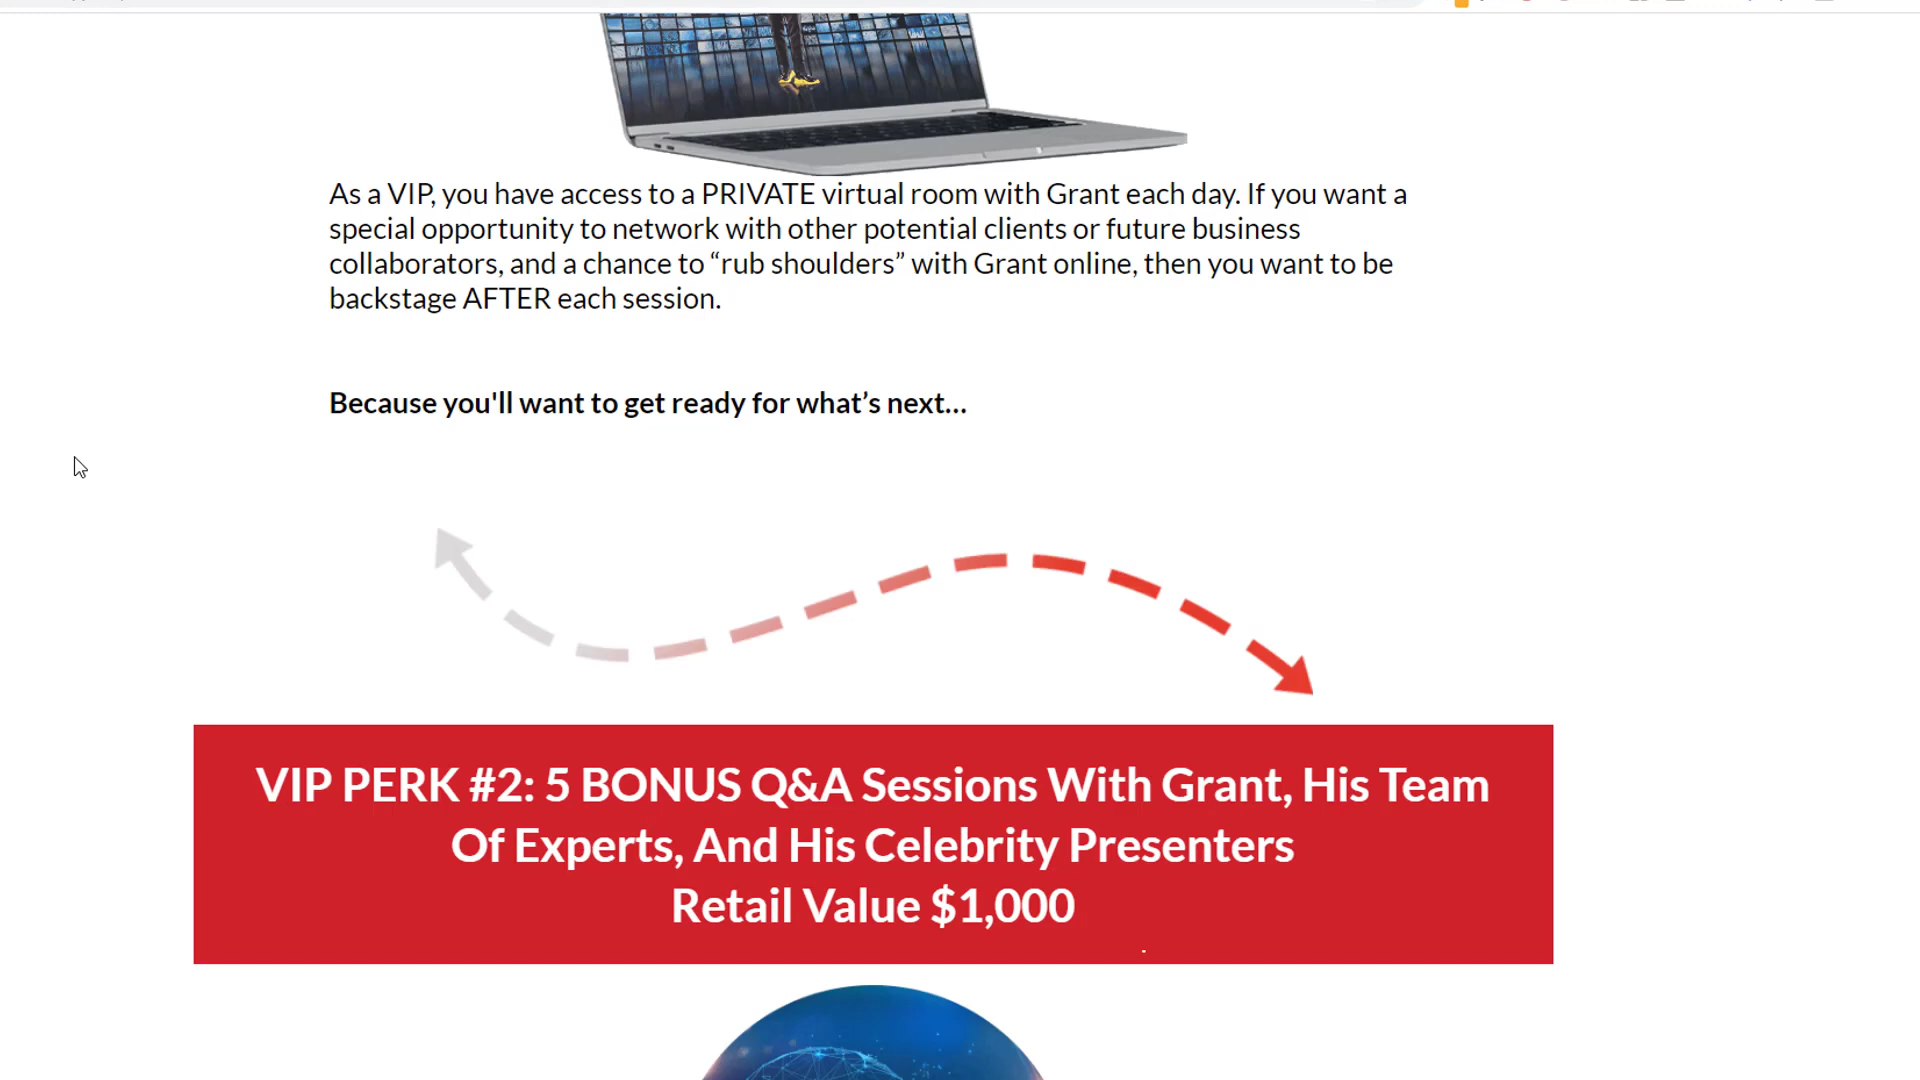 As a VIP, you have access to a PRIVATE virtual room with Grant each day. If you want a
special opportunity to network with other potential clients or future business
collaborators, and a chance to “rub shoulders” with Grant online, then you want to be
backstage AFTER each session.
Because you'll want to get ready for what’s next...
VIP PERK #2: 5 BONUS Q&A Sessions With Grant, His Team
Of Experts, And His Celebrity Presenters
Retail Value $1,000